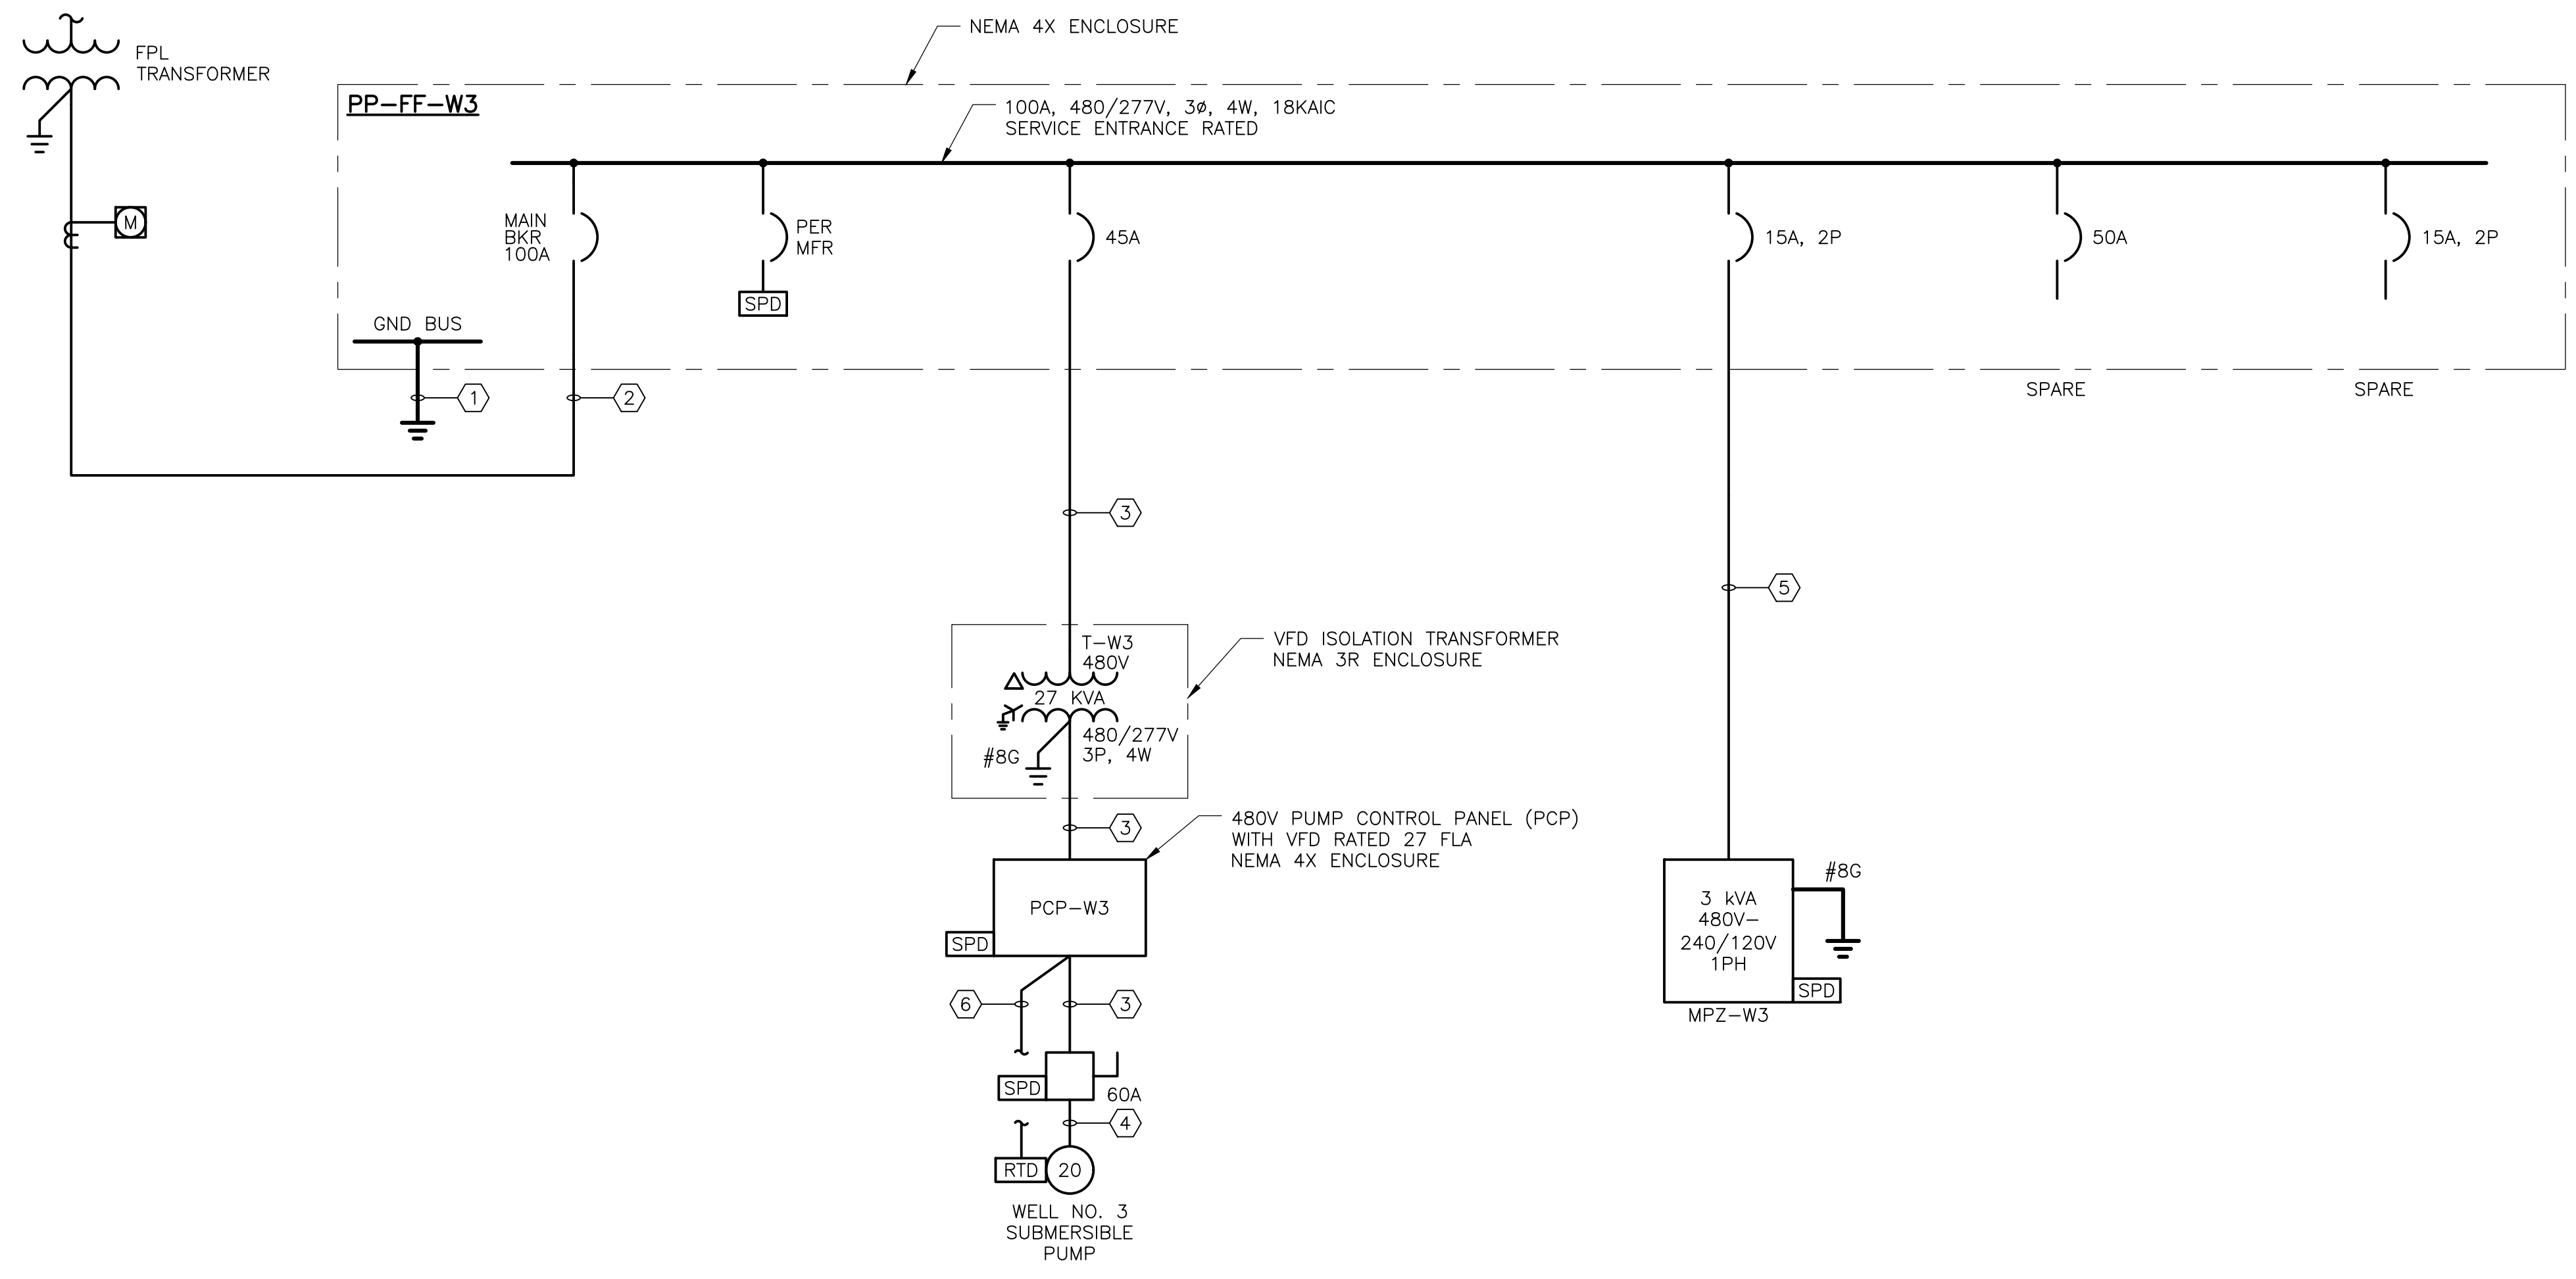 NEMA 4X ENCLOSURE
FPL
TRANSFORMER
PP-FF-W3
100A, 480/277V, 3ø, 4W, 18KAIC
SERVICE ENTRANCE RATED
M
MAIN
BKR
100A
PER
MFR
45A
15A, 2P
50A
15A, 2P
SPD
GND BUS
SPARE
SPARE
1
2
3
5
T-W3
480V
27 KVA
480/277V
3P, 4W
#8G
VFD ISOLATION TRANSFORMER
NEMA 3R ENCLOSURE
3
480V PUMP CONTROL PANEL (PCP)
WITH VFD RATED 27 FLA
NEMA 4X ENCLOSURE
PCP-W3
SPD
#8G
3 kVA
480V-
240/120V
1PH
SPD
MPZ-W3
6
3
SPD
60A
4
RTD
20
WELL NO. 3
SUBMERSIBLE
PUMP